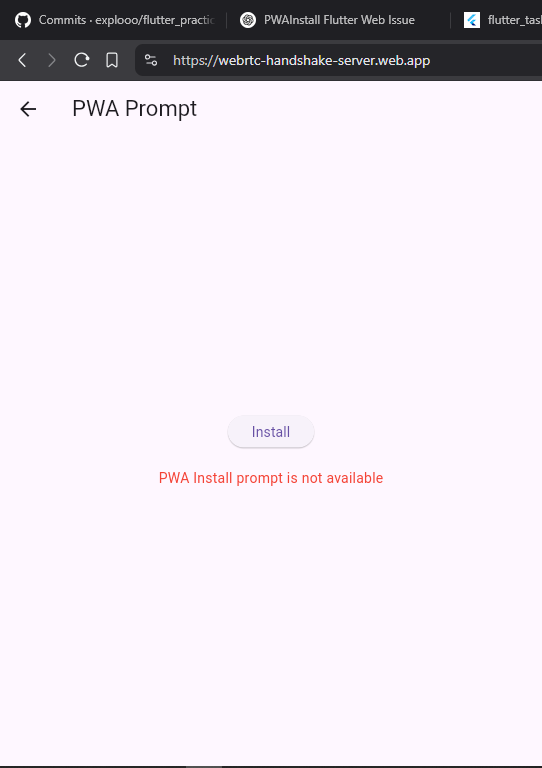 Commits · explooo/flutter_practic
PWAInstall Flutter Web Issue
flutter_tas
https://webrtc-handshake-server.web.app
PWA Prompt
Install
PWA Install prompt is not available